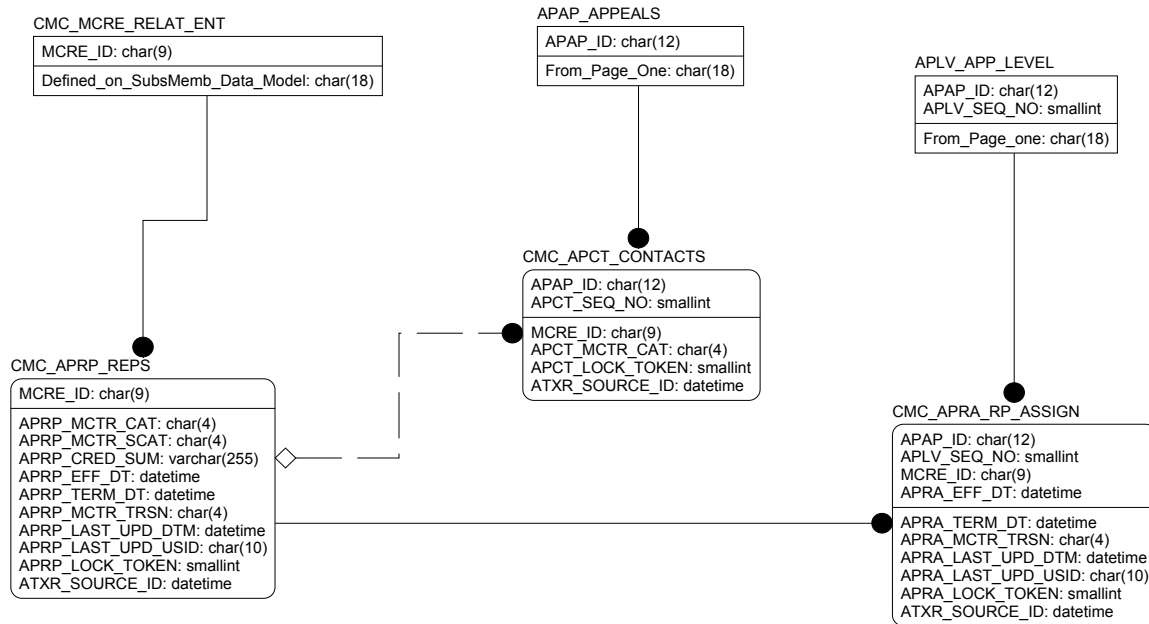 CMC_MCRE_RELAT_ENT
MCRE_ID: char(9)
Defined_on_SubsMemb_Data_Model: char(18)
APAP_APPEALS
APAP_ID: char(12)
From_Page_One: char(18)
APLV_APP_LEVEL
APAP_ID: char(12)
APLV_SEQ_NO: smallint
From_Page_one: char(18)
CMC_APCT_CONTACTS
APAP_ID: char(12)
APCT_SEQ_NO: smallint
MCRE_ID: char(9)
APCT_MCTR_CAT: char(4)
APCT_LOCK_TOKEN: smallint
ATXR_SOURCE_ID: datetime
CMC_APRP_REPS
MCRE_ID: char(9)
APRP_MCTR_CAT: char(4)
APRP_MCTR_SCAT: char(4)
APRP_CRED_SUM: varchar(255)
APRP_EFF_DT: datetime
APRP_TERM_DT: datetime
APRP_MCTR_TRSN: char(4)
APRP_LAST_UPD_DTM: datetime
APRP_LAST_UPD_USID: char(10)
APRP_LOCK_TOKEN: smallint
ATXR_SOURCE_ID: datetime
CMC_APRA_RP_ASSIGN
APAP_ID: char(12)
APLV_SEQ_NO: smallint
MCRE_ID: char(9)
APRA_EFF_DT: datetime
APRA_TERM_DT: datetime
APRA_MCTR_TRSN: char(4)
APRA_LAST_UPD_DTM: datetime
APRA_LAST_UPD_USID: char(10)
APRA_LOCK_TOKEN: smallint
ATXR_SOURCE_ID: datetime